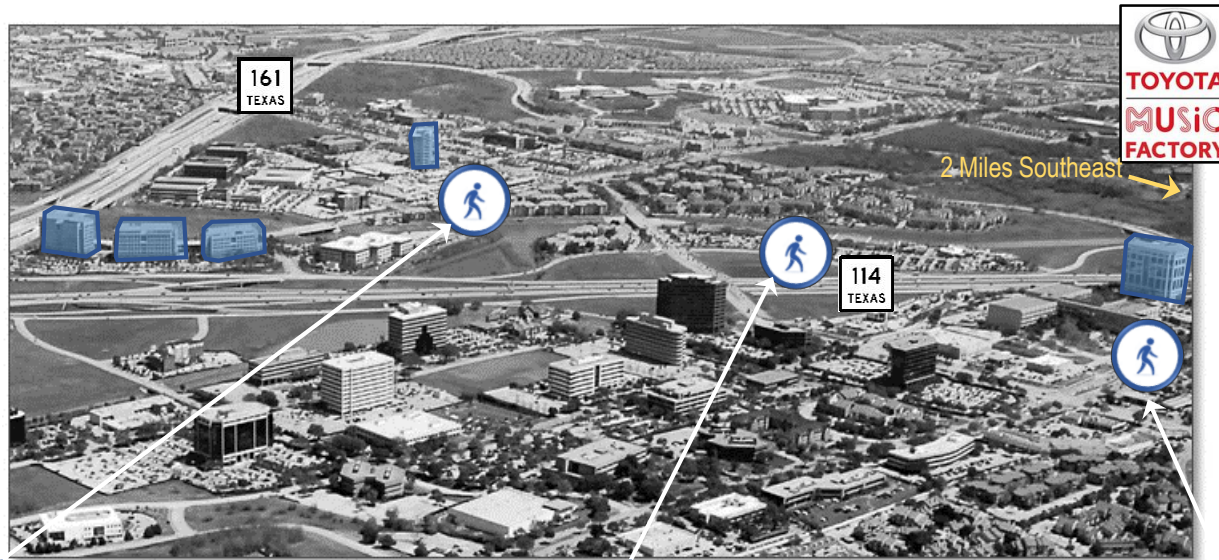 161
TEXAS
TOYOTA
MUSiC
FACTORY
2 Miles Southeast
114
TEXAS